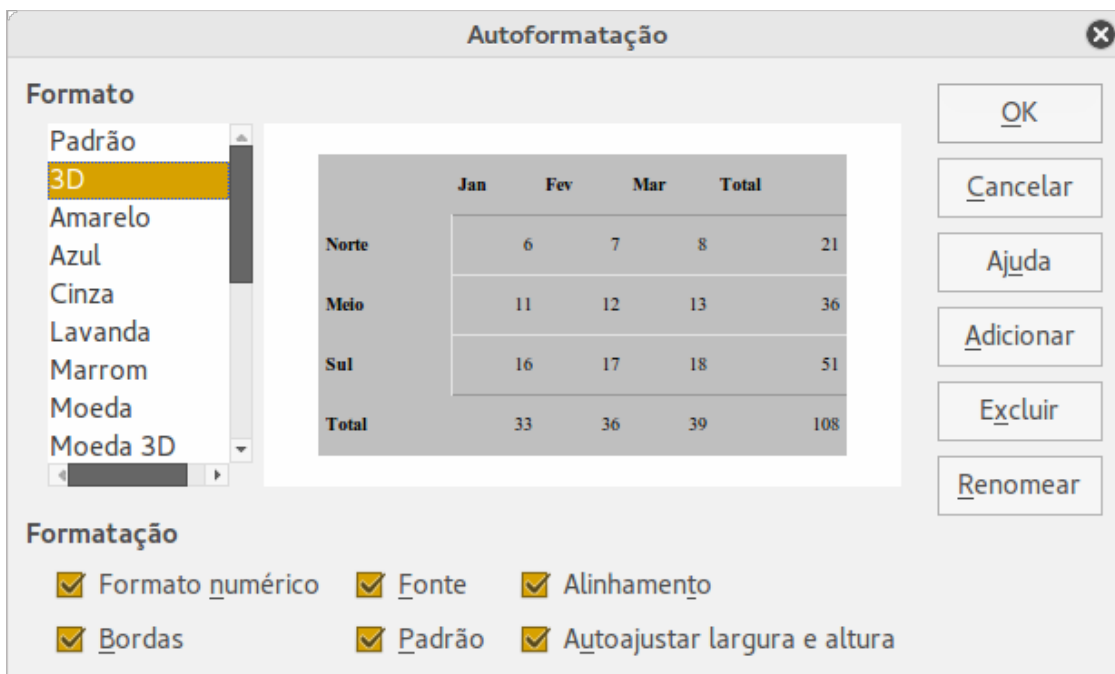 Autoformatação
Formato
Padrão
3D
Amarelo
Azul
Cinza
Lavanda
Marrom
Moeda
Moeda 3D
Jan Fev Mar Total
Norte 6 7 8 21
Meio 11 12 13 36
Sul 16 17 18 51
Total 33 36 39 108
OK
Cancelar
Ajuda
Adicionar
Excluir
Renomear
Formatação
Formato numérico Fonte Alinhamento
Bordas Padrão Autoajustar largura e altura